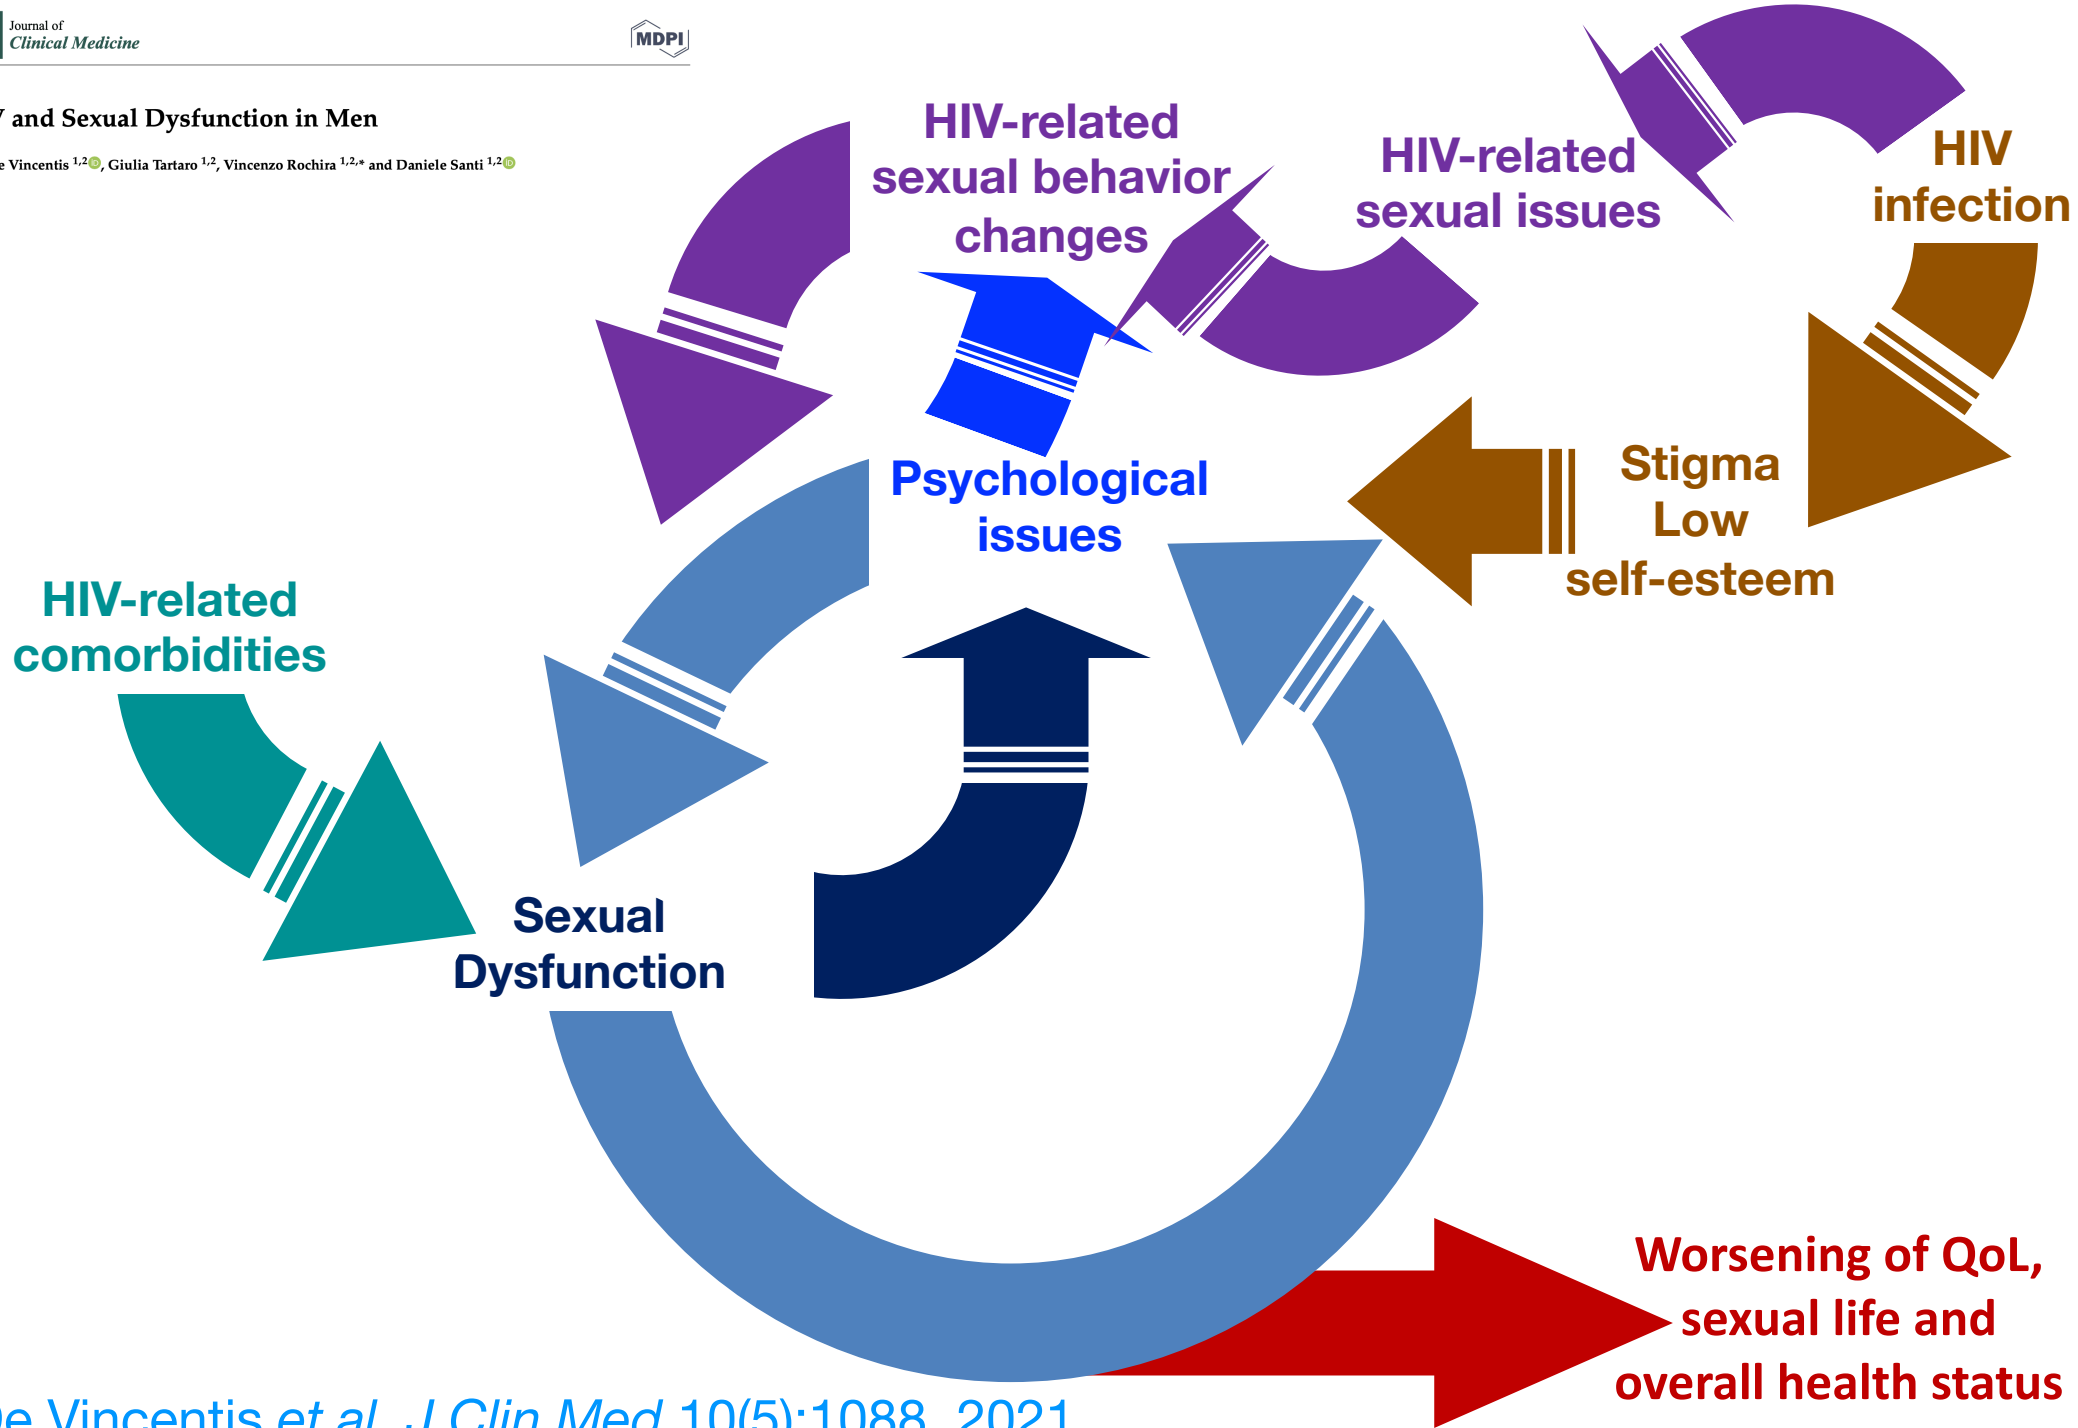 Journal of
Clinical Medicine
MDPI
and Sexual Dysfunction in Men
Vincentis 1,2, Giulia Tartaro 1,2, Vincenzo Rochira 1,2,* and Daniele Santi 1,2
HIV-related
sexual behavior
changes
HIV-related
sexual issues
HIV
infection
Psychological
issues
Stigma
Low
self-esteem
HIV-related
comorbidities
Sexual
Dysfunction
Worsening of QoL,
sexual life and
overall health status
De Vincentis et al. J Clin Med 10(5):1088, 2021